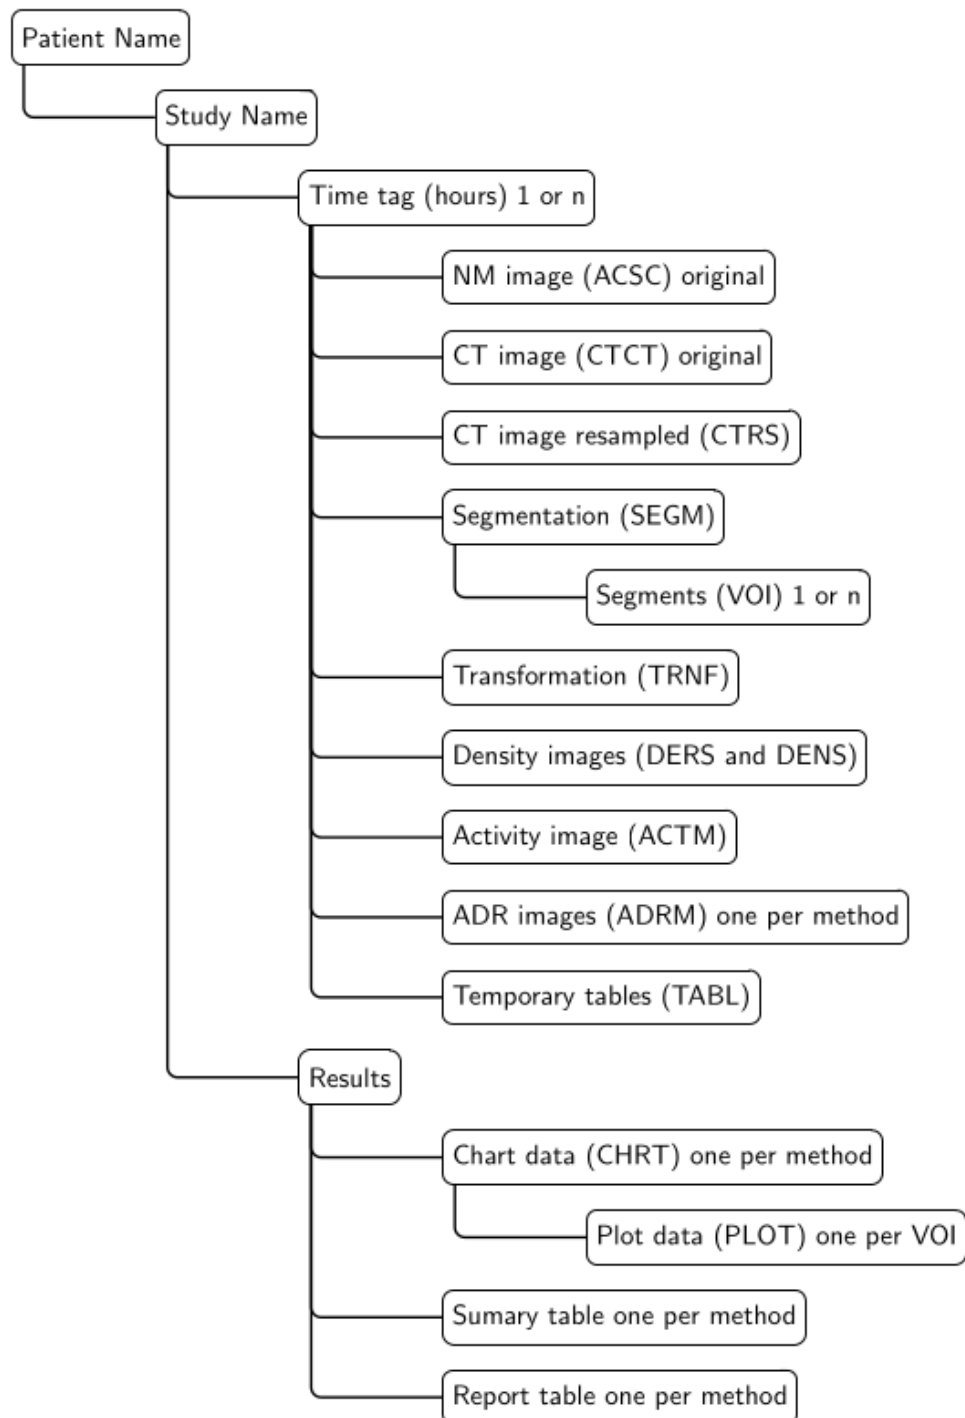 Patient Name
Study Name
Time tag (hours) 1 or n
NM image (ACSC) original
CT image (CTCT) original
CT image resampled (CTRS)
Segmentation (SEGM)
Segments (VOI) 1 or n
Transformation (TRNF)
Density images (DERS and DENS)
Activity image (ACTM)
ADR images (ADRM) one per method
Temporary tables (TABL)
Results
Chart data (CHRT) one per method
Plot data (PLOT) one per VOI
Sumary table one per method
Report table one per method